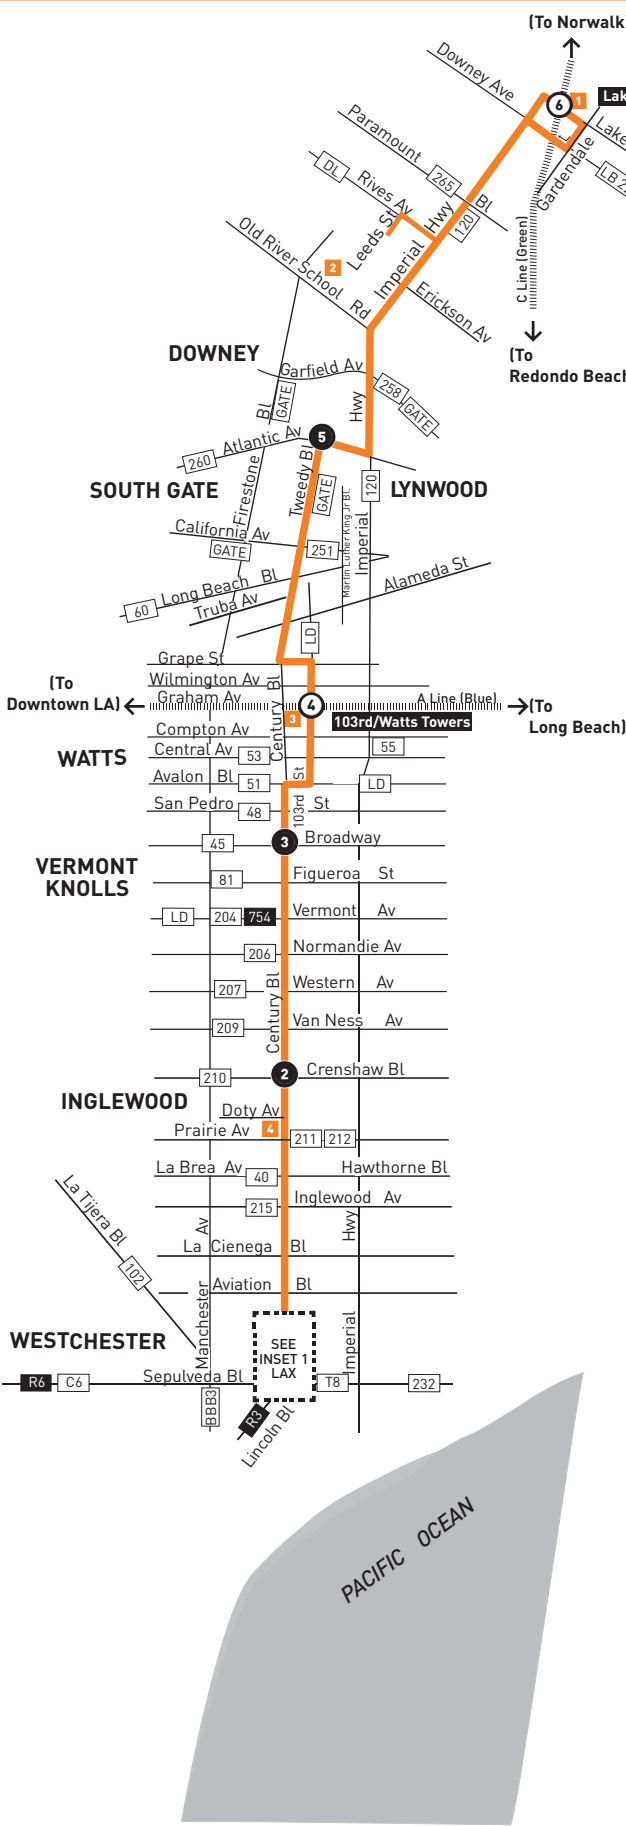 (To Norwalk
Downey Ave
6
1
Lak
Lake
Paramount
Bl
265
DL
Rives Av
Leeds St
Imperial Hwy
120
Gardendale
C Line (Green)
Old River School Rd
2
Erickson Av
(To
Redondo Beach
DOWNEY
Garfield Av
258
GATE
Bl
GATE
Hwy
5
260
Atlantic Av
SOUTH GATE
Firestone
Tweedy Bl
GATE
120
LYNWOOD
Martin Luther King Jr Bl.
Imperial
California Av
GATE
251
60
Long Beach Bl
Truba Av
Alameda St
LD
Grape St
Wilmington Av
(To
Downtown LA)
Graham Av
Century Bl
4
3
A Line (Blue)
103rd/Watts Towers
(To
Long Beach)
Compton Av
WATTS
Central Av
53
55
Avalon Bl
51
LD
103rd St
San Pedro
48
St
45
3
Broadway
VERMONT
KNOLLS
81
Figueroa St
LD
204
754
Vermont Av
206
Normandie Av
207
Western Av
209
Century Bl
Van Ness Av
210
2
Crenshaw Bl
INGLEWOOD
Doty Av
Prairie Av
4
211
212
La Brea Av
40
Hawthorne Bl
215
Inglewood Av
La Tijera Bl
102
Av
Hwy
La Cienega Bl
Aviation Bl
Manchester
Imperial
WESTCHESTER
SEE
INSET 1
LAX
R6
C6
Sepulveda Bl
T8
232
BBB3
R3
Lincoln Bl
PACIFIC OCEAN